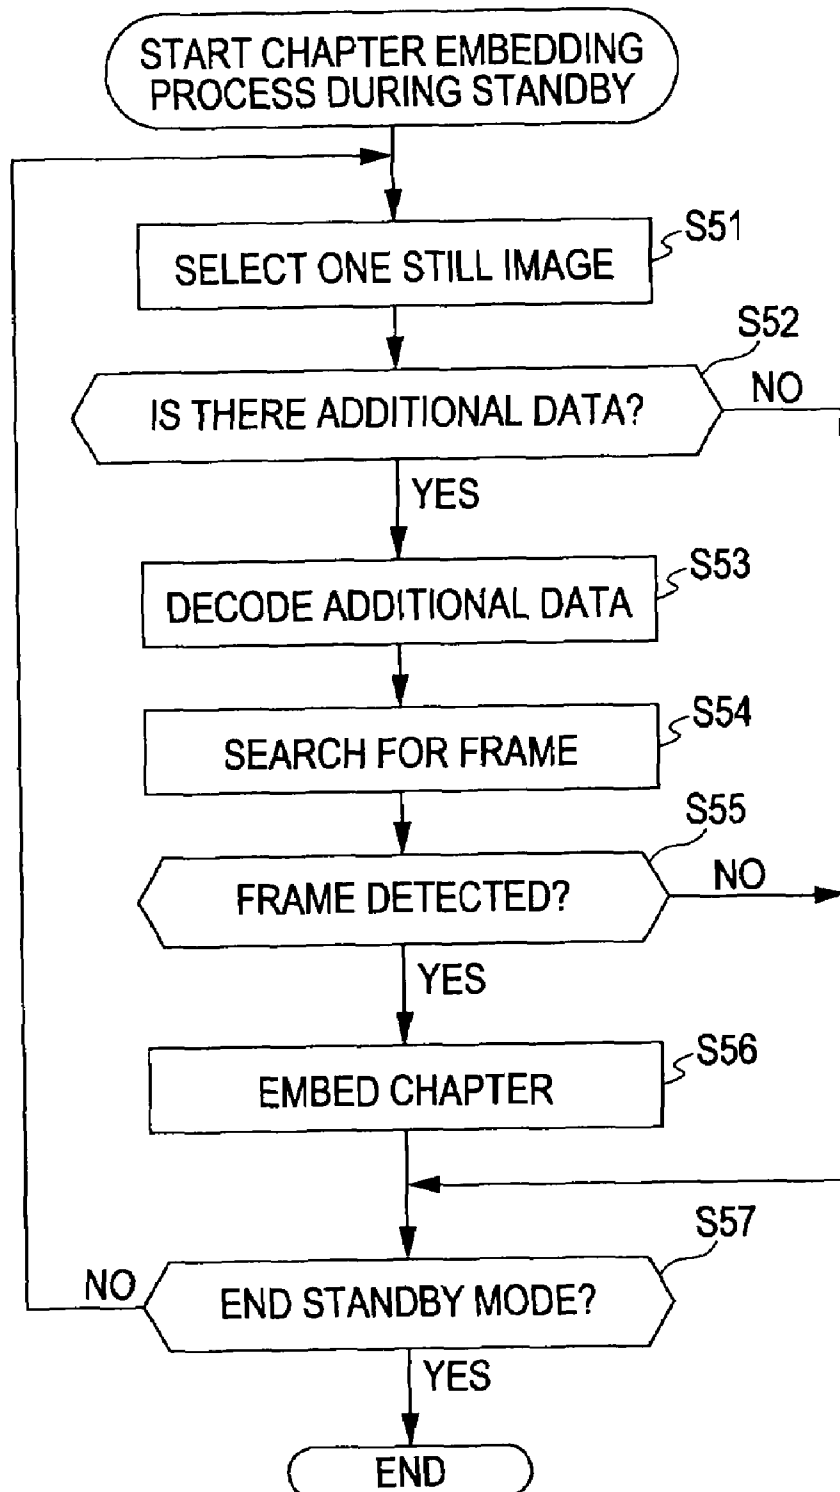 START CHAPTER EMBEDDING
PROCESS DURING STANDBY
S51
SELECT ONE STILL IMAGE
S52
IS THERE ADDITIONAL DATA?
NO
YES
S53
DECODE ADDITIONAL DATA
S54
SEARCH FOR FRAME
S55
FRAME DETECTED?
NO
YES
S56
EMBED CHAPTER
S57
END STANDBY MODE?
NO
YES
END